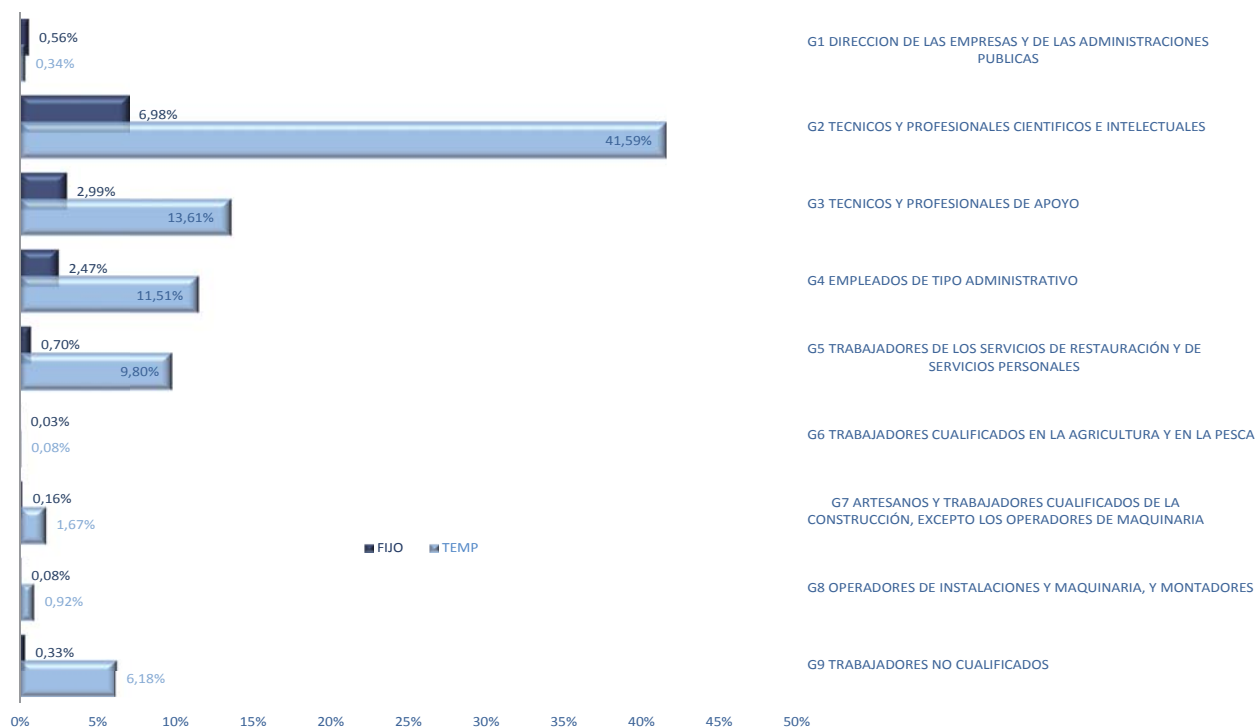 0,56%
0,34%
G1 DIRECCION DE LAS EMPRESAS Y DE LAS ADMINISTRACIONES
PUBLICAS
6,98%
41,59%
G2 TECNICOS Y PROFESIONALES CIENTIFICOS E INTELECTUALES
2,99%
13,61%
G3 TECNICOS Y PROFESIONALES DE APOYO
2,47%
11,51%
G4 EMPLEADOS DE TIPO ADMINISTRATIVO
0,70%
9,80%
G5 TRABAJADORES DE LOS SERVICIOS DE RESTAURACIÓN Y DE
SERVICIOS PERSONALES
0,03%
0,08%
G6 TRABAJADORES CUALIFICADOS EN LA AGRICULTURA Y EN LA PESCA
0,16%
1,67%
G7 ARTESANOS Y TRABAJADORES CUALIFICADOS DE LA
CONSTRUCCIÓN, EXCEPTO LOS OPERADORES DE MAQUINARIA
FIJO TEMP
0,08%
0,92%
G8 OPERADORES DE INSTALACIONES Y MAQUINARIA, Y MONTADORES
0,33%
6,18%
G9 TRABAJADORES NO CUALIFICADOS
0% 5% 10% 15% 20% 25% 30% 35% 40% 45% 50%